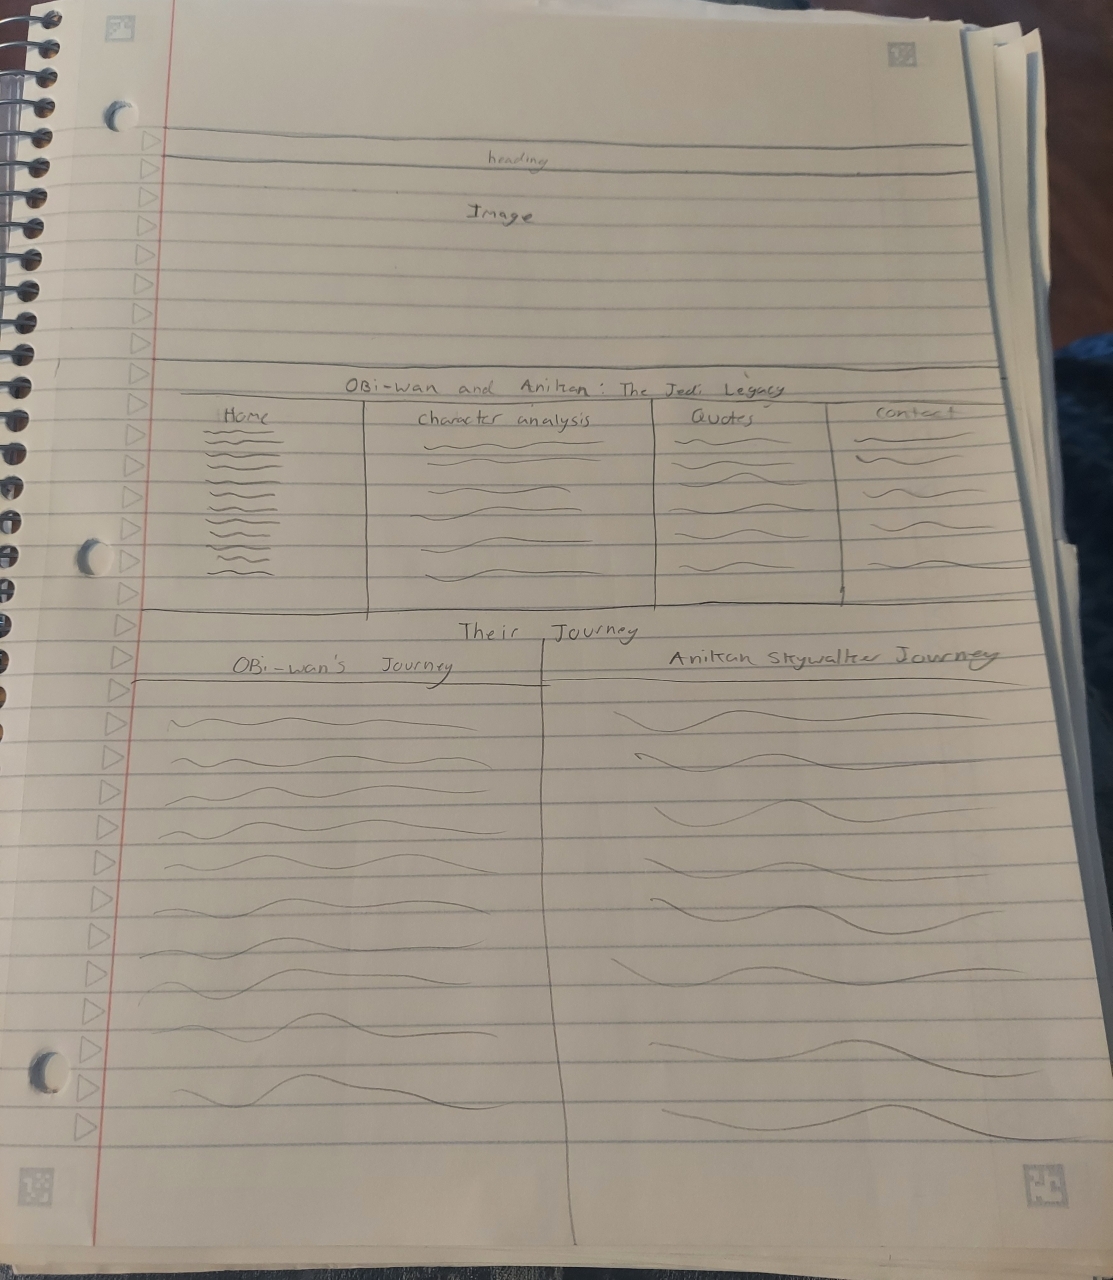 heading
Image
OBi-wan and Anikan: The Jedi Legacy
Home character analysis Quotes contact
Their Journey
OBi-wan's Journey Anikan Skywalker Journey